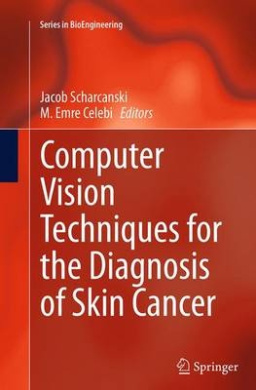 Series in BioEngineering
Jacob Scharcanski
M. Emre Celebi Editors
Computer
Vision
Techniques for
the Diagnosis
of Skin Cancer
Springer